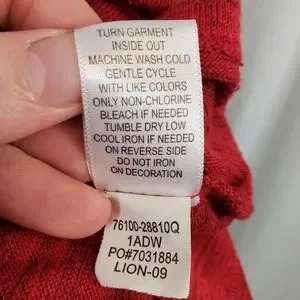 TURN GARMENT
INSIDE OUT
MACHINE WASH COLD
GENTLE CYCLE
WITH LIKE COLORS
ONLY NON-CHLORINE
BLEACH IF NEEDED
TUMBLE DRY LOW
COOL IRON IF NEEDED
ON REVERSE SIDE
DO NOT IRON
ON DECORATION
76100-28810Q
1ADW
PO#7031884
LION-09